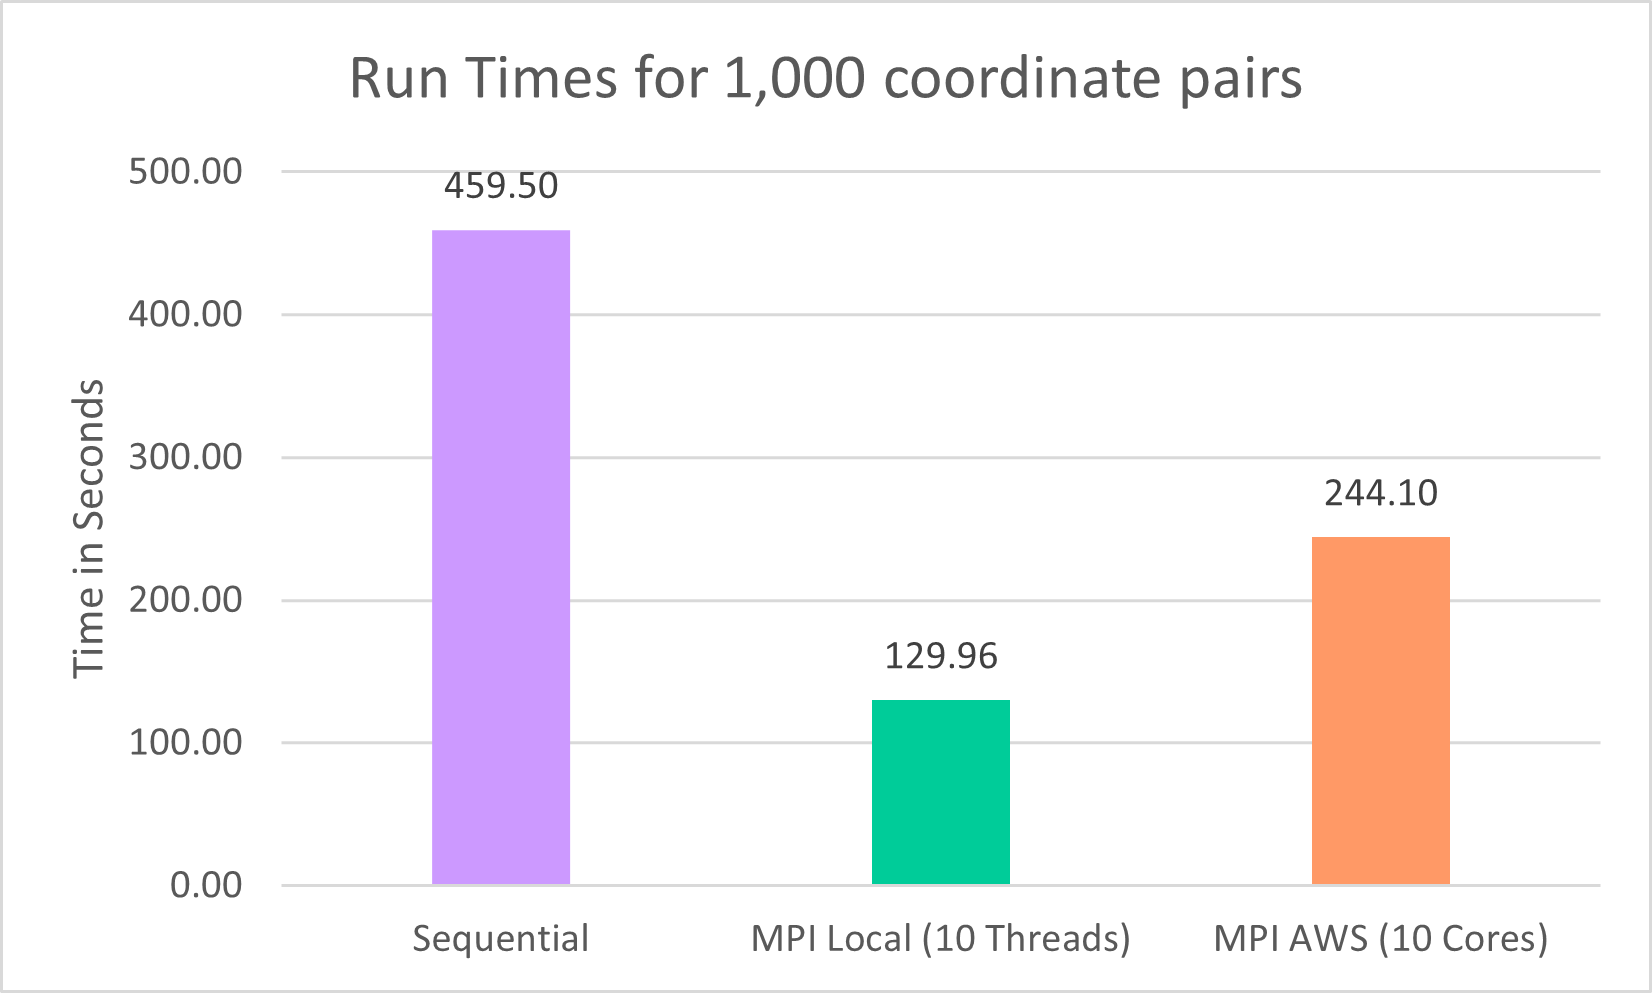 Run Times for 1,000 coordinate pairs
Time in Seconds
500.00
400.00
300.00
200.00
100.00
0.00
459.50
129.96
244.10
Sequential
MPI Local (10 Threads)
MPI AWS (10 Cores)